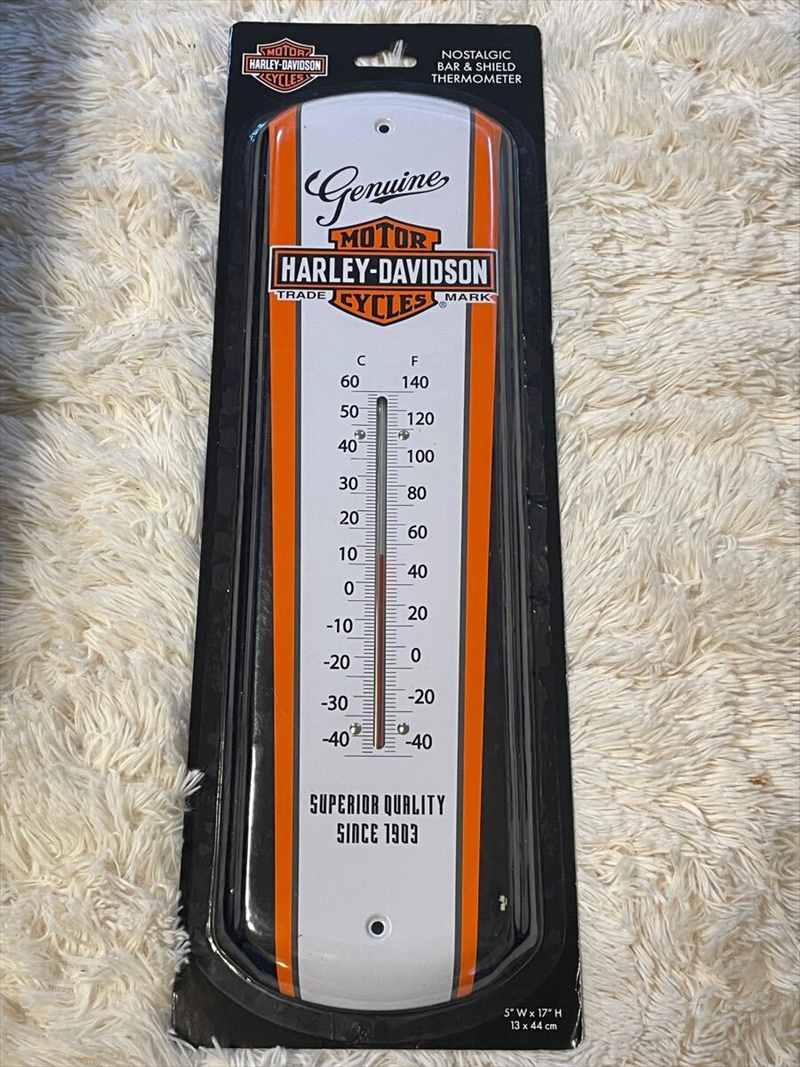 MOTOR
HARLEY-DAVIDSON
CYCLES
NOSTALGIC
BAR & SHIELD
THERMOMETER
Genuine
MOTOR
HARLEY-DAVIDSON
TRADE CYCLES ® MARK
C F
60 140
50 120
40 100
30 80
20 60
10 40
0 20
-10 0
-20 -20
-30 -40
-40
SUPERIOR QUALITY
SINCE 1903
5" W x 17" H
13 x 44 cm